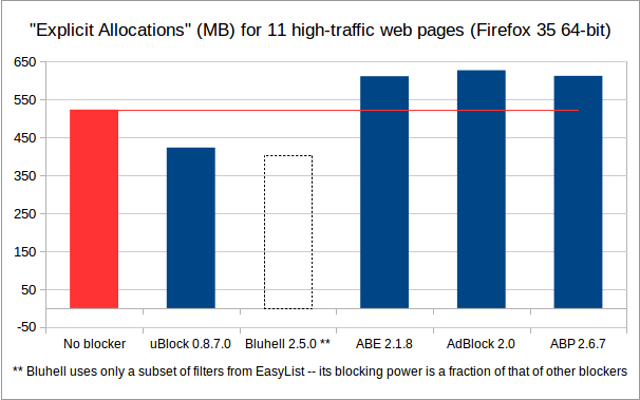 "Explicit Allocations" (MB) for 11 high-traffic web pages (Firefox 35 64-bit)
650
550
450
350
250
150
50
-50
No blocker
uBlock 0.8.7.0
Bluhell 2.5.0 **
ABE 2.1.8
AdBlock 2.0
ABP 2.6.7
** Bluhell uses only a subset of filters from EasyList -- its blocking power is a fraction of that of other blockers